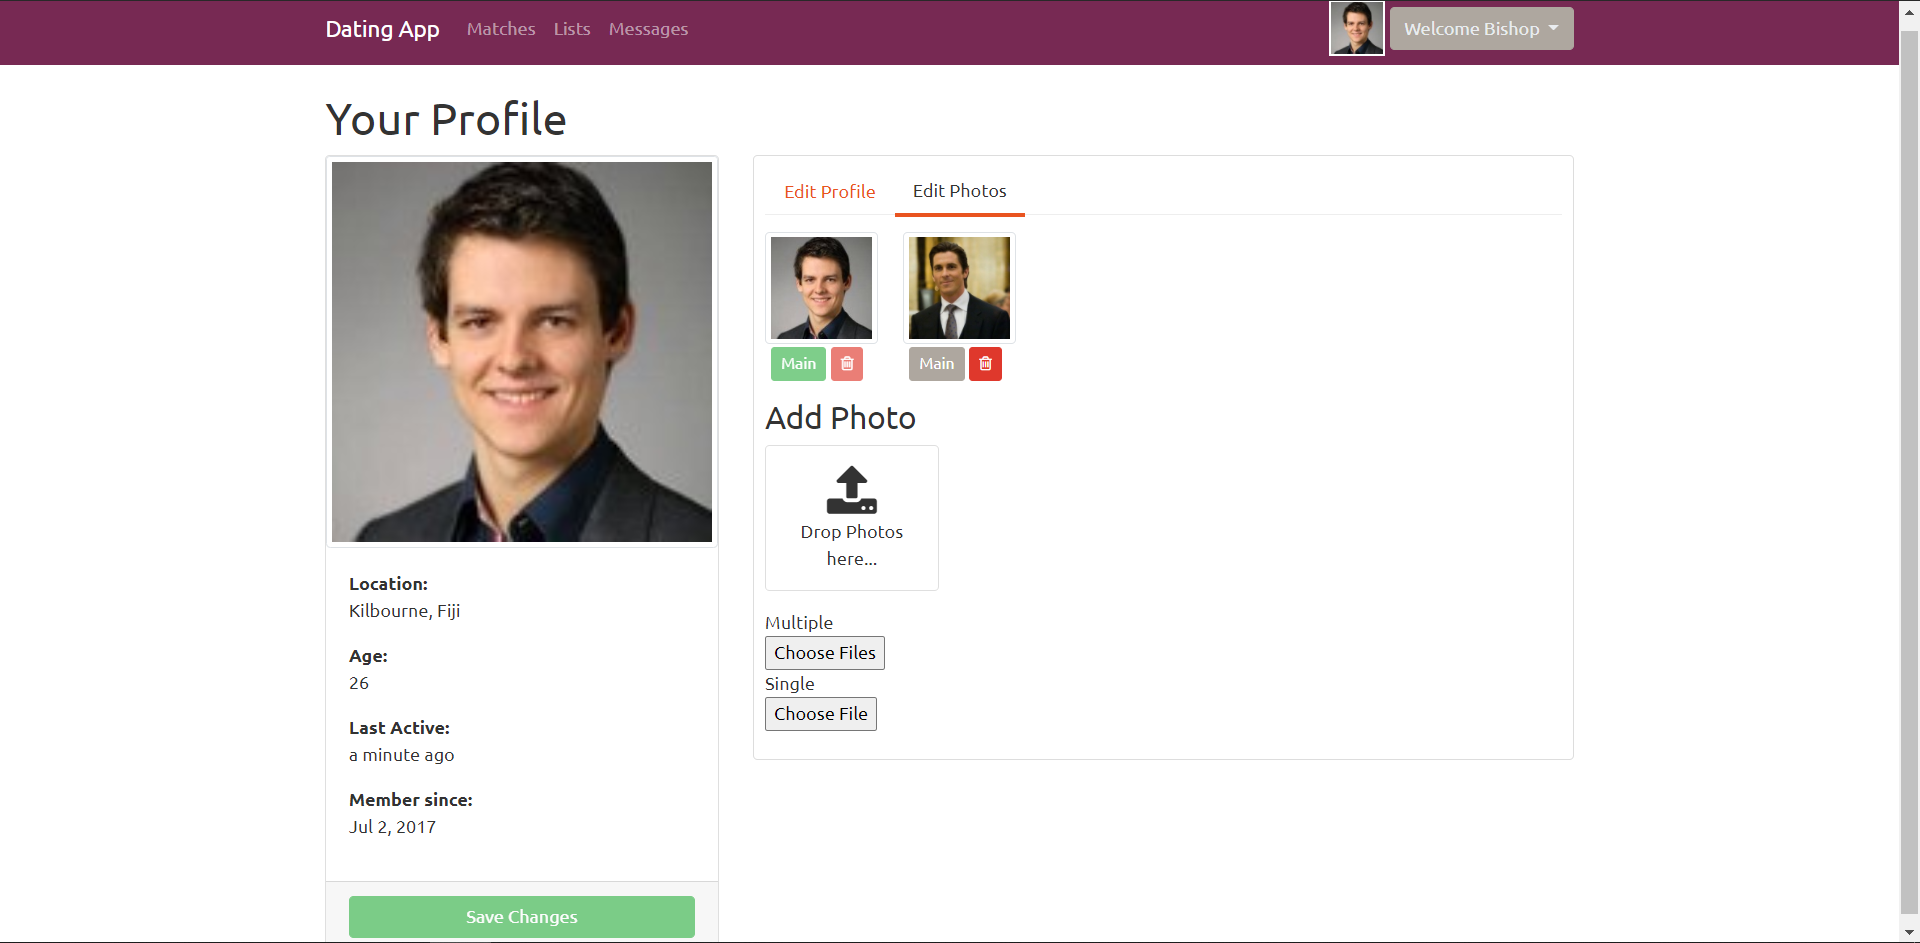 Dating App Matches Lists Messages Welcome Bishop
Your Profile
Location:
Kilbourne, Fiji
Age:
26
Last Active:
a minute ago
Member since:
Jul 2, 2017
Save Changes
Edit Profile Edit Photos
Main Main
Add Photo
Drop Photos
here...
Multiple
Choose Files
Single
Choose File